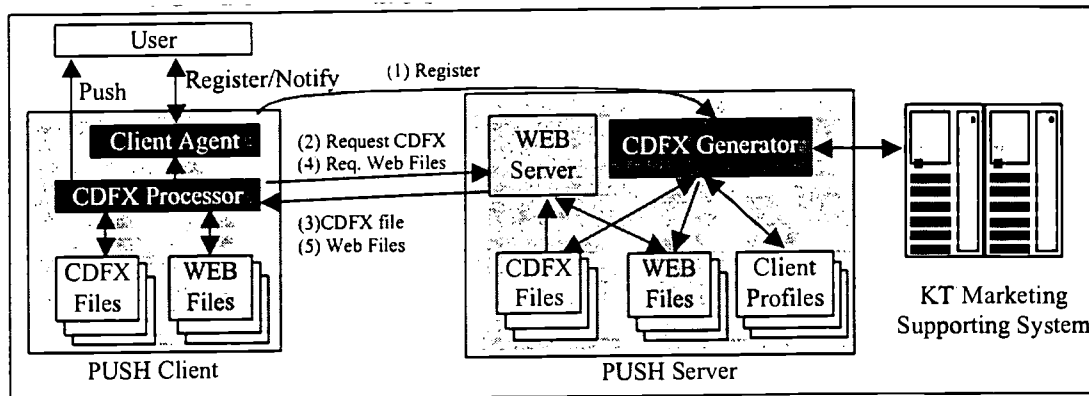 User
Push
Register/Notify
(1) Register
Client Agent
CDFX Processor
(2) Request CDFX
(4) Req. Web Files
(3)CDFX file
(5) Web Files
CDFX
Files
WEB
Files
PUSH Client
WEB
Server
CDFX Generator
CDFX
Files
WEB
Files
Client
Profiles
PUSH Server
KT Marketing
Supporting System